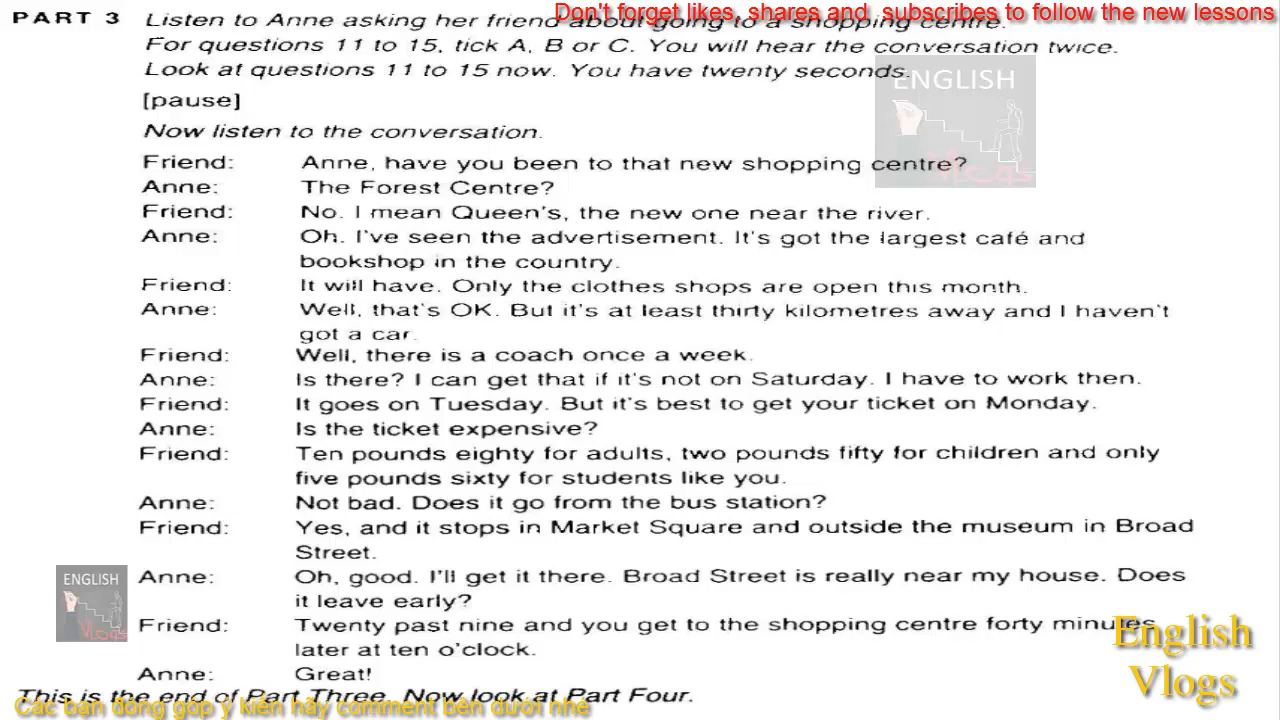 Don't forget likes, shares and subscribes to follow the new lessons
PART 3 Listen to Anne asking her friend about going to a shopping centre.
For questions 11 to 15, tick A, B or C. You will hear the conversation twice.
Look at questions 11 to 15 now. You have twenty seconds.
[pause]
Now listen to the conversation.
Friend: Anne, have you been to that new shopping centre?
Anne: The Forest Centre?
Friend: No. I mean Queen's, the new one near the river.
Anne: Oh. I've seen the advertisement. It's got the largest café and
bookshop in the country.
Friend: It will have. Only the clothes shops are open this month.
Anne: Well, that's OK. But it's at least thirty kilometres away and I haven't
got a car.
Friend: Well, there is a coach once a week.
Anne: Is there? I can get that if it's not on Saturday. I have to work then.
Friend: It goes on Tuesday. But it's best to get your ticket on Monday.
Anne: Is the ticket expensive?
Friend: Ten pounds eighty for adults, two pounds fifty for children and only
five pounds sixty for students like you.
Anne: Not bad. Does it go from the bus station?
Friend: Yes, and it stops in Market Square and outside the museum in Broad
Street.
Anne: Oh, good. I'll get it there. Broad Street is really near my house. Does
it leave early?
Friend: Twenty past nine and you get to the shopping centre forty minutes
later at ten o'clock.
Anne: Great!
This is the end of Part Three. Now look at Part Four.
Các bạn đóng góp ý kiến hãy comment bên dưới nhé
ENGLISH
Vlogs
ENGLISH
Vlogs
English
Vlogs